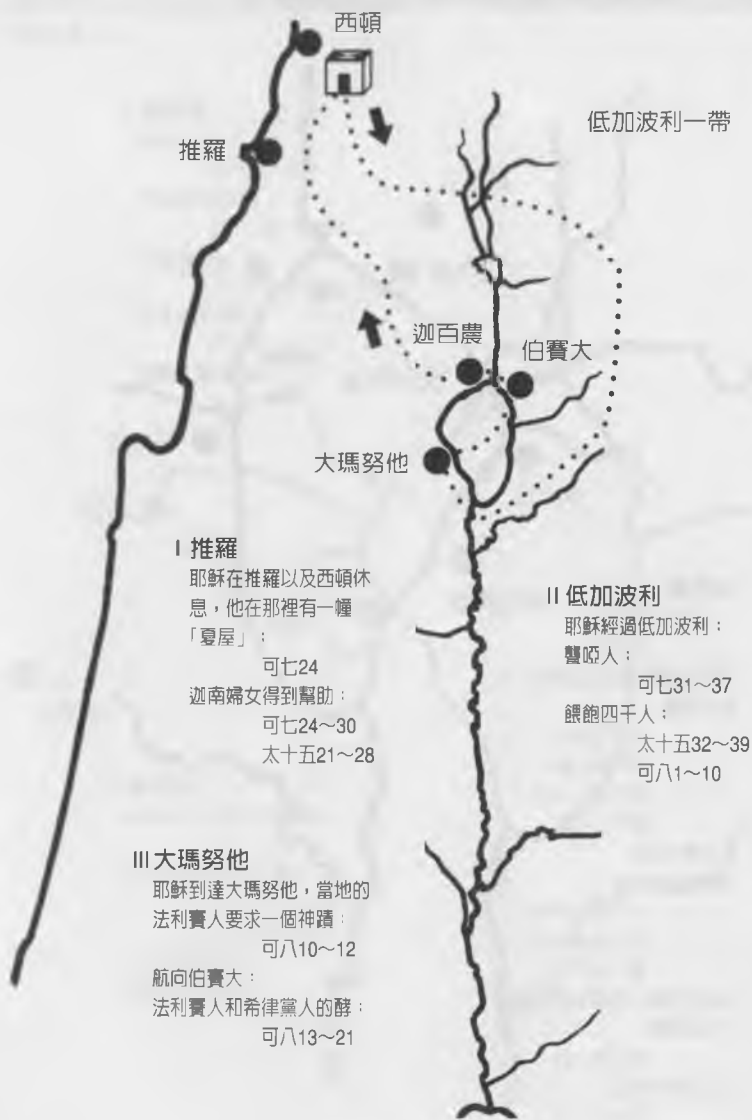 西頓
推羅
低加波利一帶
迦百農
伯賽大
大瑪努他
I 推羅
耶穌在推羅以及西頓休
息，他在那裡有一幢
「夏屋」：
可七24
迦南婦女得到幫助：
可七24～30
太十五21～28
II 低加波利
耶穌經過低加波利：
聾啞人：
可七31～37
餵飽四千人：
太十五32～39
可八1～10
III 大瑪努他
耶穌到達大瑪努他，當地的
法利賽人要求一個神蹟：
可八10～12
航向伯賽大：
法利賽人和希律黨人的酵：
可八13～21